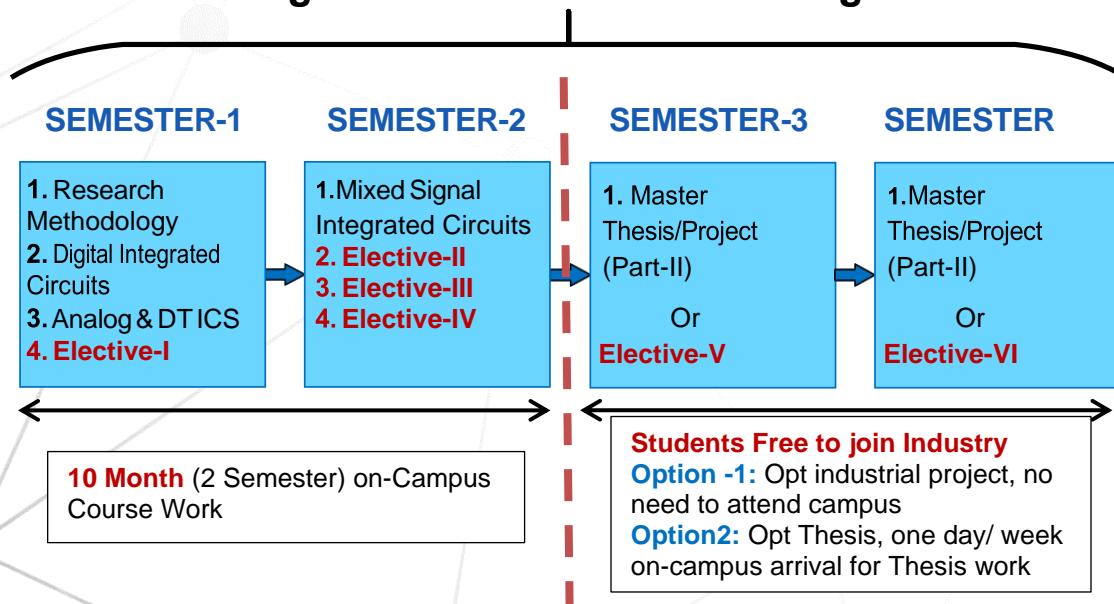 SEMESTER-1
SEMESTER-2
SEMESTER-3
SEMESTER
1. Research
Methodology
2. Digital Integrated
Circuits
3. Analog & DT ICS
4. Elective-I
1.Mixed Signal
Integrated Circuits
2. Elective-II
3. Elective-III
4. Elective-IV
1. Master
Thesis/Project
(Part-II)
Or
Elective-V
1.Master
Thesis/Project
(Part-II)
Or
Elective-VI
10 Month (2 Semester) on-Campus
Course Work
Students Free to join Industry
Option -1: Opt industrial project, no
need to attend campus
Option2: Opt Thesis, one day/ week
on-campus arrival for Thesis work